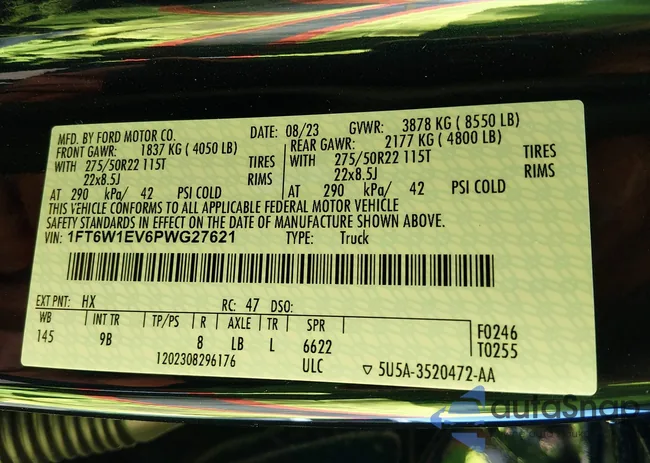 MFD. BY FORD MOTOR CO. DATE: 08/23 GVWR: 3878 KG ( 8550 LB)
FRONT GAWR: 1837 KG ( 4050 LB) REAR GAWR: 2177 KG ( 4800 LB)
WITH 275/50R22 115T TIRES WITH 275/50R22 115T TIRES
22x8.5J RIMS 22x8.5J RIMS
AT 290 kPa/ 42 PSI COLD AT 290 kPa/ 42 PSI COLD
THIS VEHICLE CONFORMS TO ALL APPLICABLE FEDERAL MOTOR VEHICLE
SAFETY STANDARDS IN EFFECT ON THE DATE OF MANUFACTURE SHOWN ABOVE.
VIN: 1FT6W1EV6PWG27621 TYPE: Truck
EXT PNT: HX RC: 47 DSO:
WB INT TR TP/PS R AXLE TR SPR F0246
145 9B 8 LB L 6622 T0255
1202308296176 ULC ▽ 5U5A-3520472-AA
autoSnap